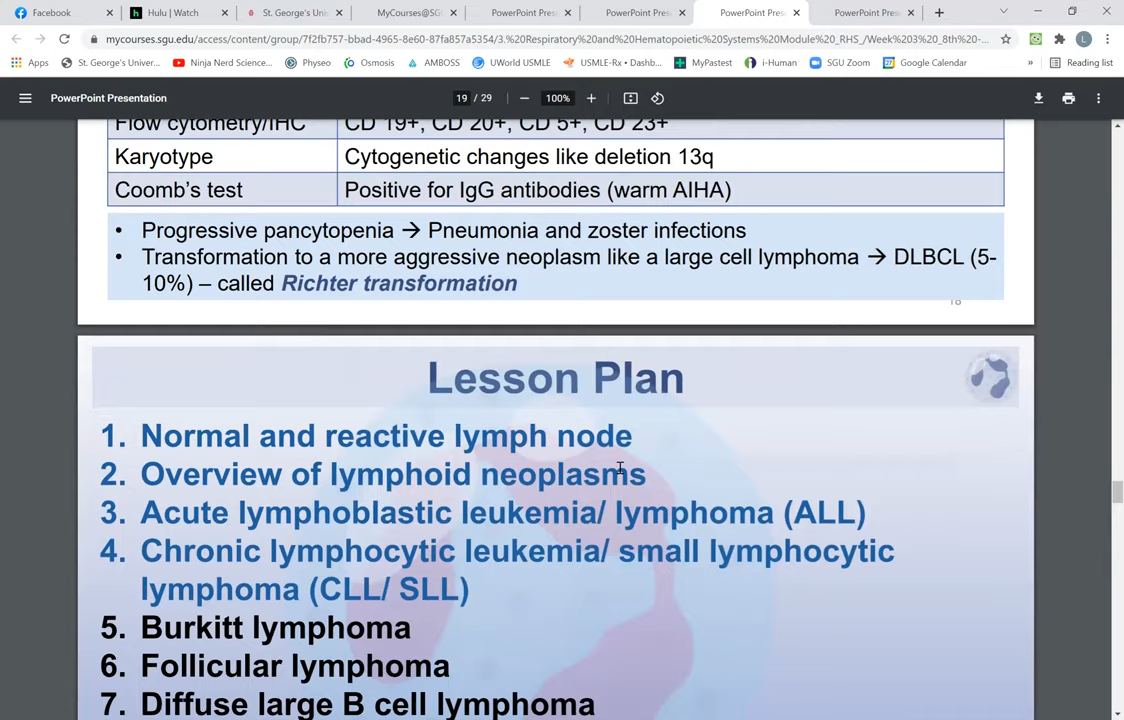 Facebook
Hulu | Watch
St. George's Uni
MyCourses@SG
PowerPoint Pres
PowerPoint Pres
PowerPoint Pres
PowerPoint Pres
mycourses.sgu.edu/access/content/group/7f2fb757-bbad-4965-8e60-87fa857a5354/3.%20Respiratory%20and%20Hematopoietic%20Systems%20Module%20_RHS_/Week%203%20_8th%20-...
L
Apps
St. George's Univer...
Ninja Nerd Science...
Physeo
Osmosis
AMBOSS
UWorld USMLE
USMLE-Rx • Dashb...
MyPastest
i-Human
SGU Zoom
Google Calendar
»
Reading list
PowerPoint Presentation
19 / 29
100%
Flow cytometry/IHC
CD 19+, CD 20+, CD 5+, CD 23+
Karyotype
Cytogenetic changes like deletion 13q
Coomb's test
Positive for IgG antibodies (warm AIHA)
• Progressive pancytopenia → Pneumonia and zoster infections
• Transformation to a more aggressive neoplasm like a large cell lymphoma → DLBCL (5-
10%) – called Richter transformation
18
Lesson Plan
1. Normal and reactive lymph node
2. Overview of lymphoid neoplasms
3. Acute lymphoblastic leukemia/ lymphoma (ALL)
4. Chronic lymphocytic leukemia/ small lymphocytic
lymphoma (CLL/ SLL)
5. Burkitt lymphoma
6. Follicular lymphoma
7. Diffuse large B cell lymphoma